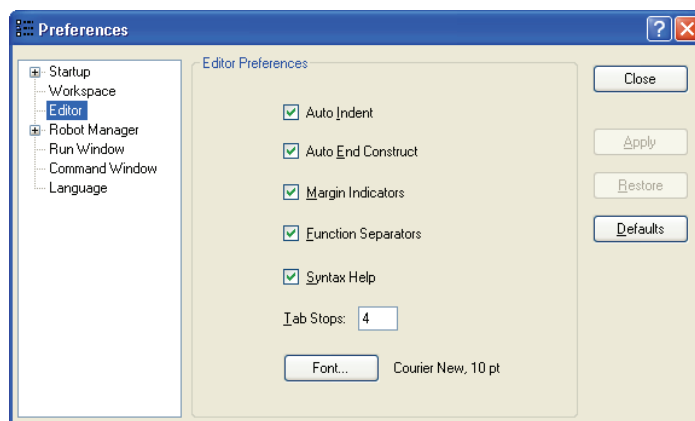 Preferences
Startup
Workspace
Editor
Robot Manager
Run Window
Command Window
Language
Editor Preferences
Auto Indent
Auto End Construct
Margin Indicators
Function Separators
Syntax Help
Tab Stops: 4
Font... Courier New, 10 pt
Close
Apply
Restore
Defaults